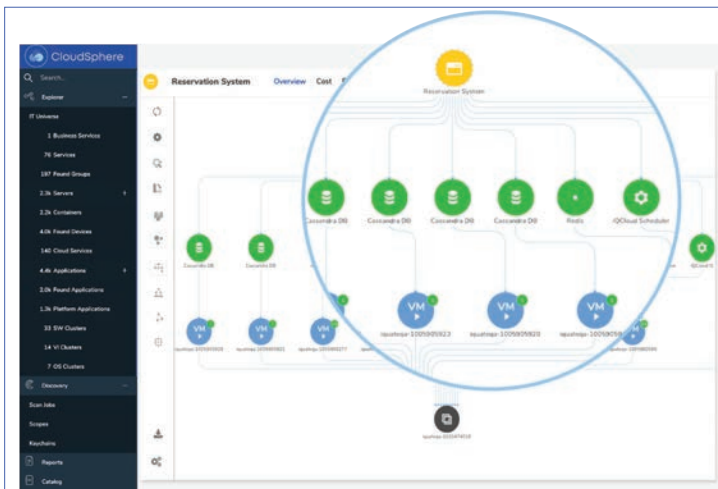 CloudSphere
Search...
Explorer
IT Universe
1 Business Services
76 Services
187 Found Groups
2.3k Servers
2.2k Containers
4.0k Found Devices
140 Cloud Services
4.4k Applications
2.0k Found Applications
1.3k Platform Applications
33 SW Clusters
14 VI Clusters
7 OS Clusters
Discovery
Scan Jobs
Scopes
Keychains
Reports
Catalog
Reservation System Overview Cost
Reservation System
Cassandra DB Cassandra DB Cassandra DB Cassandra DB Redis IQCloud Scheduler
Cassandra DB Cassandra DB
VM VM VM
VM VM VM VM